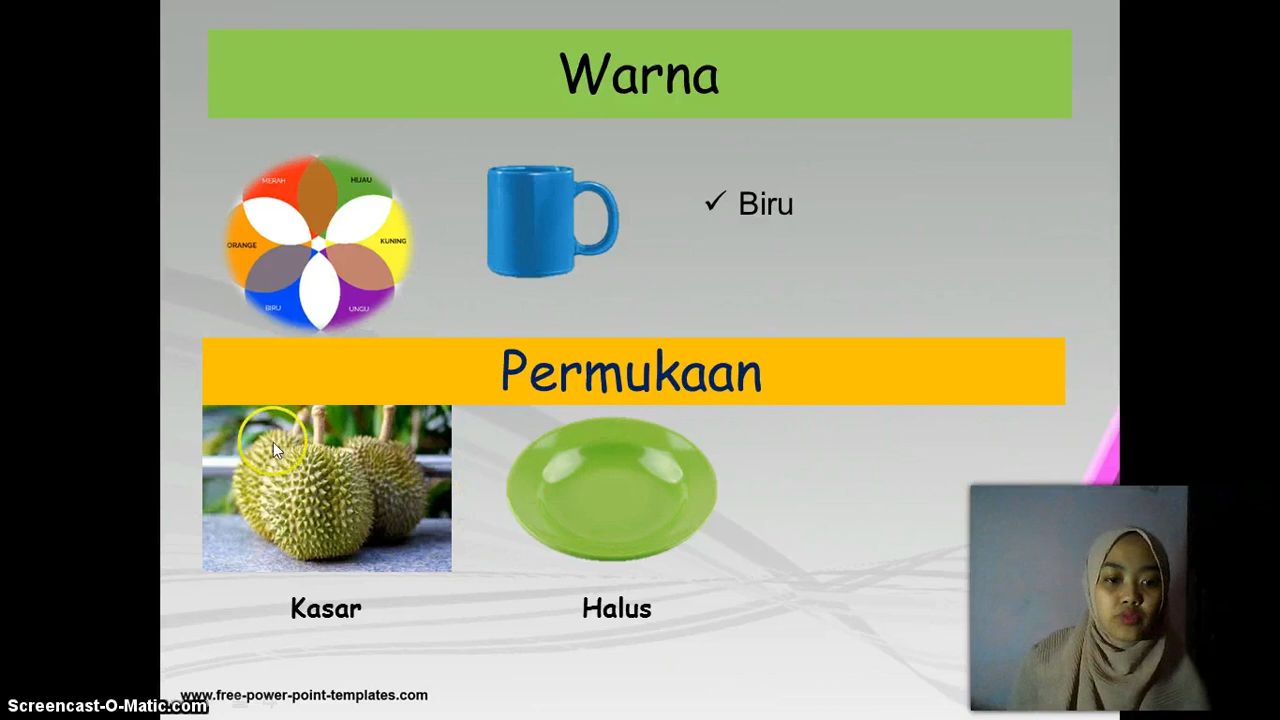 Warna
MERAH
HIJAU
ORANGE
KUNING
BIRU
UNGU
✓ Biru
Permukaan
Kasar
Halus
www.free-power-point-templates.com
Screencast-O-Matic.com